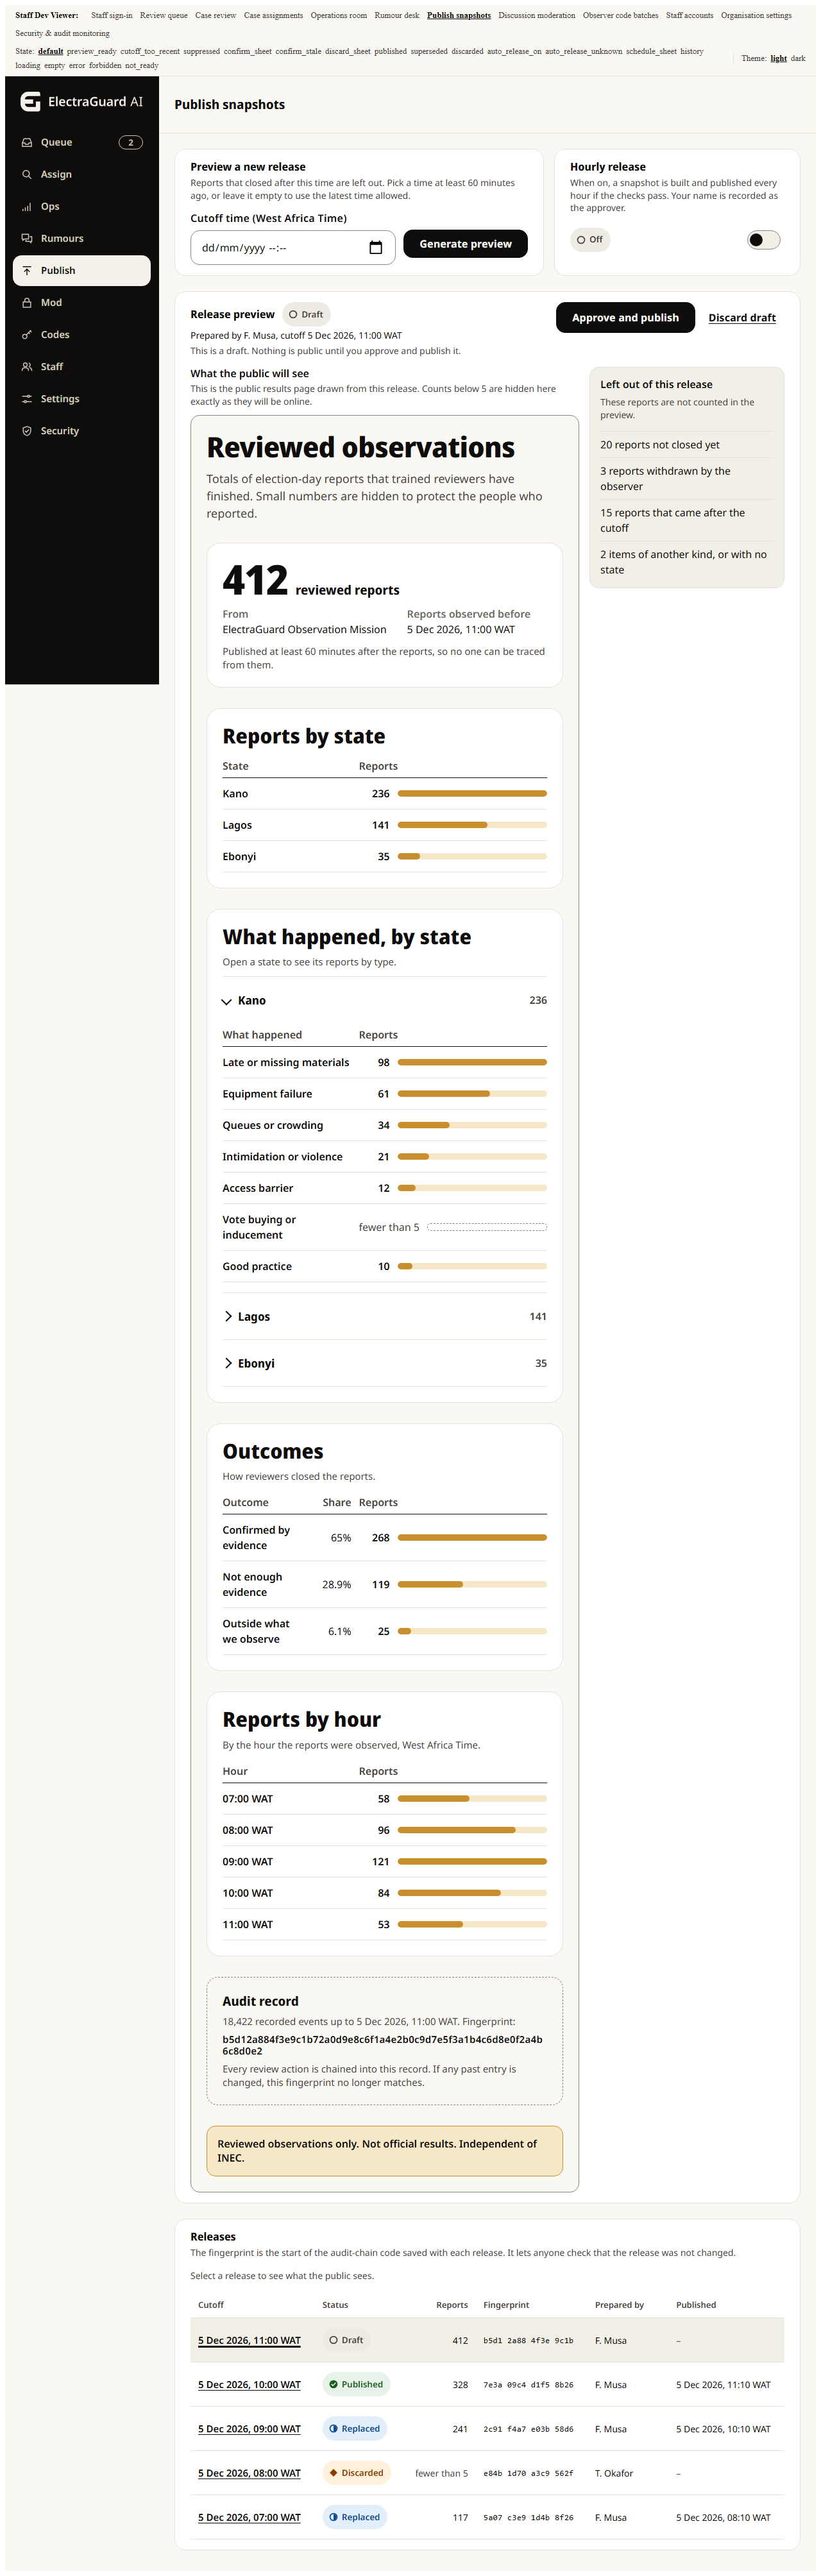 Staff Dev Viewer: Staff sign-in Review queue Case review Case assignments Operations room Rumour desk Publish snapshots Discussion moderation Observer code batches Staff accounts Organisation settings
Security & audit monitoring
State: default preview_ready cutoff_too_recent suppressed confirm_sheet confirm_stale discard_sheet published superseded discarded auto_release_on auto_release_unknown schedule_sheet history
loading empty error forbidden not_ready
Theme: light dark
ElectraGuard AI
Queue 2
Assign
Ops
Rumours
Publish
Mod
Codes
Staff
Settings
Security
Publish snapshots
Preview a new release
Reports that closed after this time are left out. Pick a time at least 60 minutes
ago, or leave it empty to use the latest time allowed.
Cutoff time (West Africa Time)
dd/mm/yyyy --:--
Generate preview
Hourly release
When on, a snapshot is built and published every
hour if the checks pass. Your name is recorded as
the approver.
Off
Release preview Draft
Approve and publish Discard draft
Prepared by F. Musa, cutoff 5 Dec 2026, 11:00 WAT
This is a draft. Nothing is public until you approve and publish it.
What the public will see
This is the public results page drawn from this release. Counts below 5 are hidden here
exactly as they will be online.
Reviewed observations
Totals of election-day reports that trained reviewers have
finished. Small numbers are hidden to protect the people who
reported.
412 reviewed reports
From Reports observed before
ElectraGuard Observation Mission 5 Dec 2026, 11:00 WAT
Published at least 60 minutes after the reports, so no one can be traced
from them.
Reports by state
State Reports
Kano 236
Lagos 141
Ebonyi 35
What happened, by state
Open a state to see its reports by type.
Kano 236
What happened Reports
Late or missing materials 98
Equipment failure 61
Queues or crowding 34
Intimidation or violence 21
Access barrier 12
Vote buying or
inducement
fewer than 5
Good practice 10
Lagos 141
Ebonyi 35
Outcomes
How reviewers closed the reports.
Outcome Share Reports
Confirmed by
evidence
65% 268
Not enough
evidence
28.9% 119
Outside what
we observe
6.1% 25
Reports by hour
By the hour the reports were observed, West Africa Time.
Hour Reports
07:00 WAT 58
08:00 WAT 96
09:00 WAT 121
10:00 WAT 84
11:00 WAT 53
Audit record
18,422 recorded events up to 5 Dec 2026, 11:00 WAT. Fingerprint:
b5d12a884f3e9c1b72a0d9e8c6f1a4e2b0c9d7e5f3a1b4c6d8e0f2a4b
6c8d0e2
Every review action is chained into this record. If any past entry is
changed, this fingerprint no longer matches.
Reviewed observations only. Not official results. Independent of
INEC.
Left out of this release
These reports are not counted in the
preview.
20 reports not closed yet
3 reports withdrawn by the
observer
15 reports that came after the
cutoff
2 items of another kind, or with no
state
Releases
The fingerprint is the start of the audit-chain code saved with each release. It lets anyone check that the release was not changed.
Select a release to see what the public sees.
Cutoff Status Reports Fingerprint Prepared by Published
5 Dec 2026, 11:00 WAT Draft 412 b5d1 2a88 4f3e 9c1b F. Musa –
5 Dec 2026, 10:00 WAT Published 328 7e3a 09c4 d1f5 8b26 F. Musa 5 Dec 2026, 11:10 WAT
5 Dec 2026, 09:00 WAT Replaced 241 2c91 f4a7 e03b 58d6 F. Musa 5 Dec 2026, 10:10 WAT
5 Dec 2026, 08:00 WAT Discarded fewer than 5 e84b 1d70 a3c9 562f T. Okafor –
5 Dec 2026, 07:00 WAT Replaced 117 5a07 c3e9 1d4b 8f26 F. Musa 5 Dec 2026, 08:10 WAT